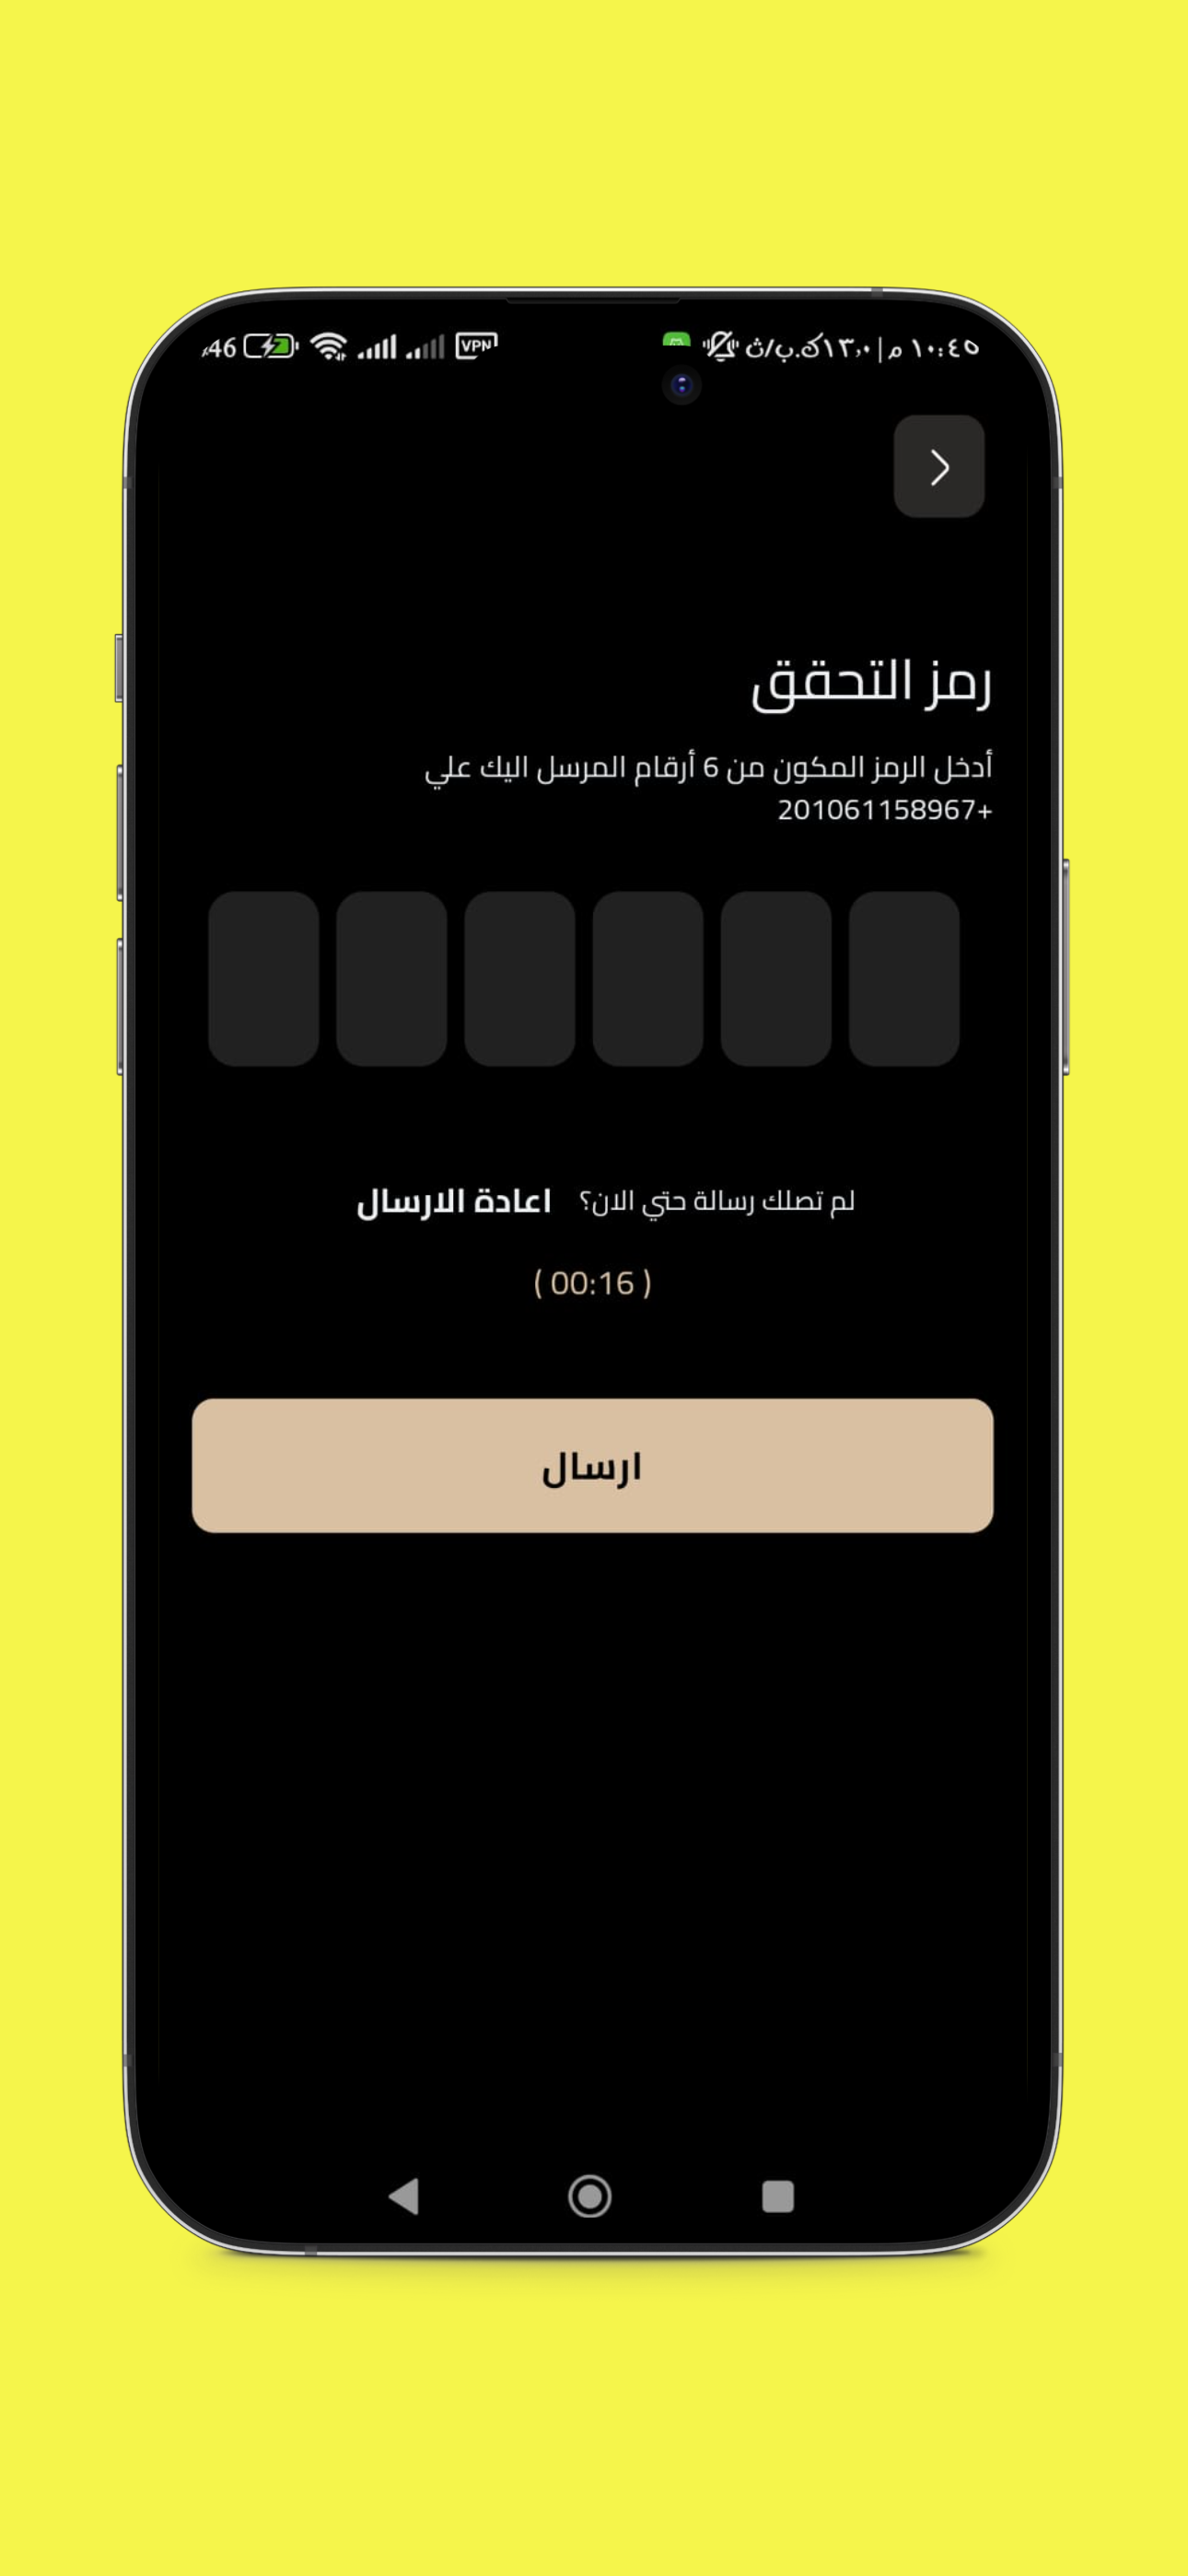 ١٠:٤٥ م | ١٣,٠ك.ب/ث VPN 46٪
رمز التحقق
أدخل الرمز المكون من 6 أرقام المرسل اليك علي
201061158967+
لم تصلك رسالة حتي الان؟ اعادة الارسال
( 00:16 )
ارسال